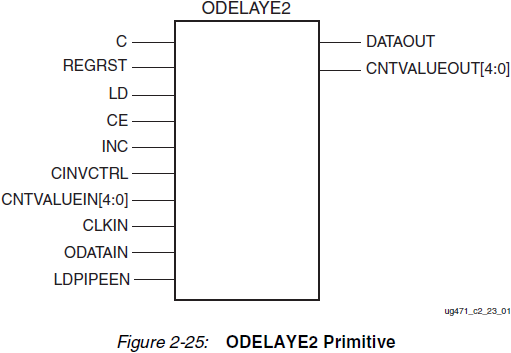 ODELAYE2
C
REGRST
LD
CE
INC
CINVCTRL
CNTVALUEIN[4:0]
CLKIN
ODATAIN
LDPIPEEN
DATAOUT
CNTVALUEOUT[4:0]
ug471_c2_23_01
Figure 2-25: ODELAYE2 Primitive